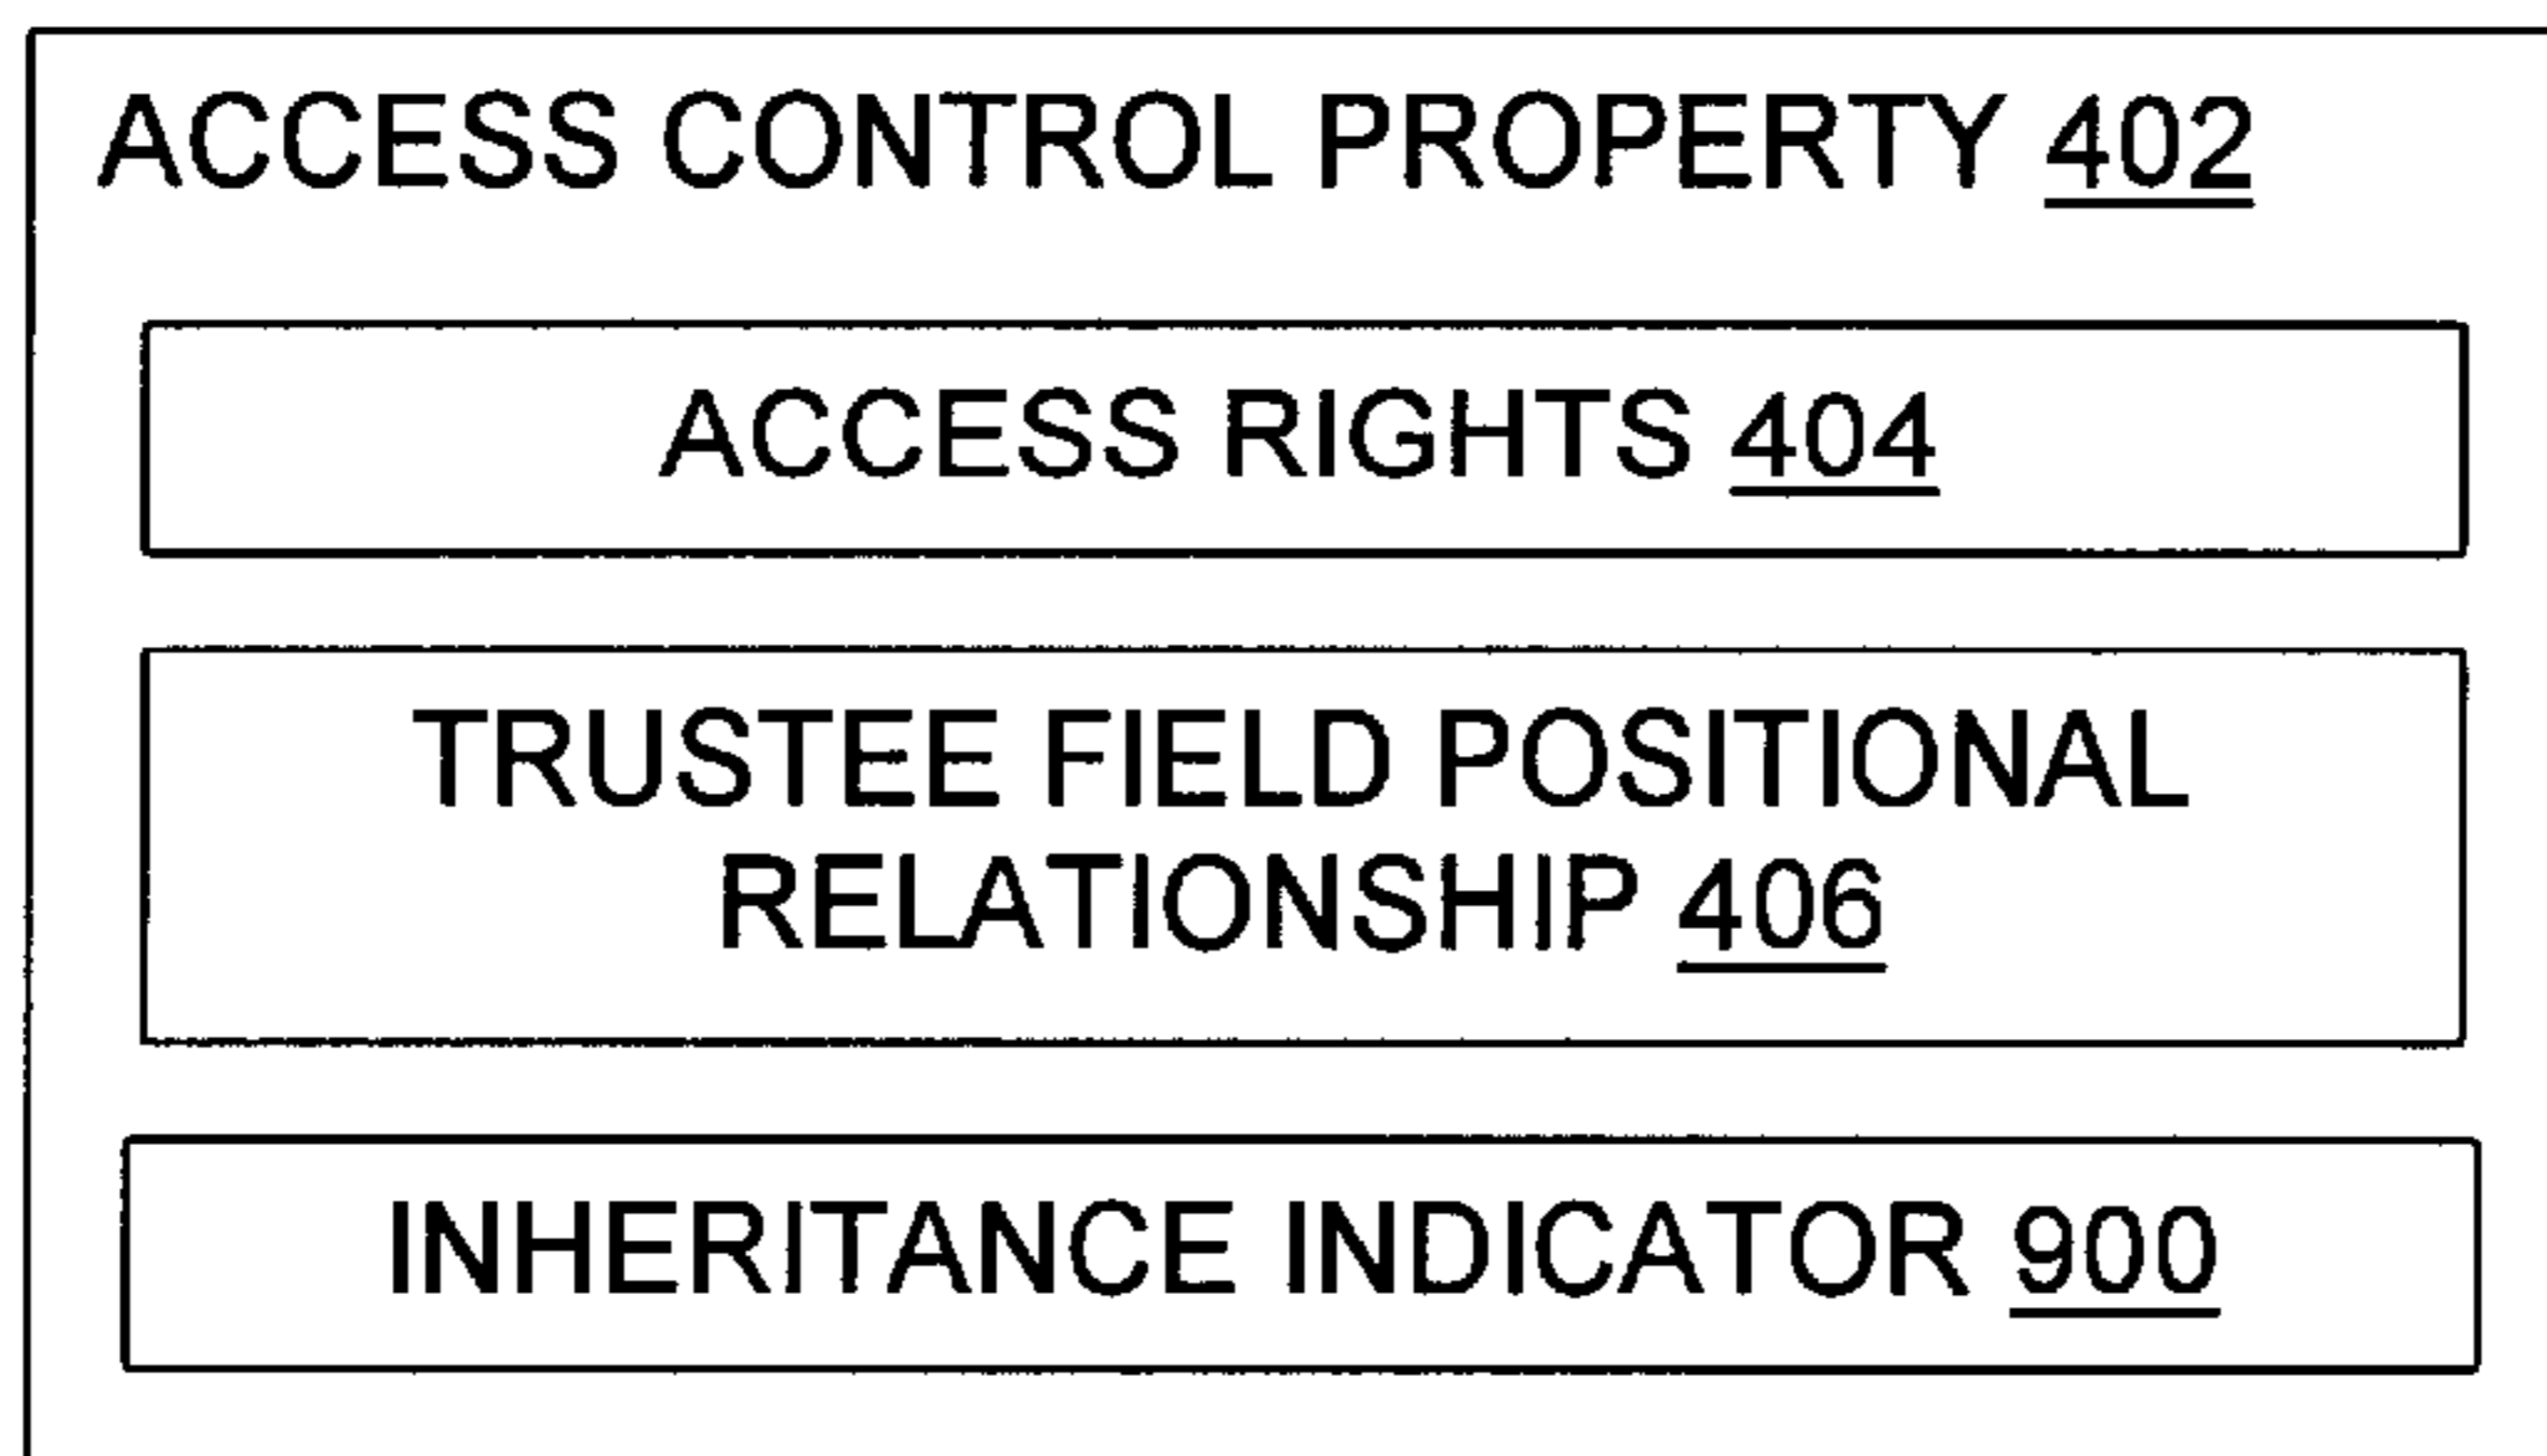 ACCESS CONTROL PROPERTY 402
ACCESS RIGHTS 404
TRUSTEE FIELD POSITIONAL
RELATIONSHIP 406
INHERITANCE INDICATOR 900